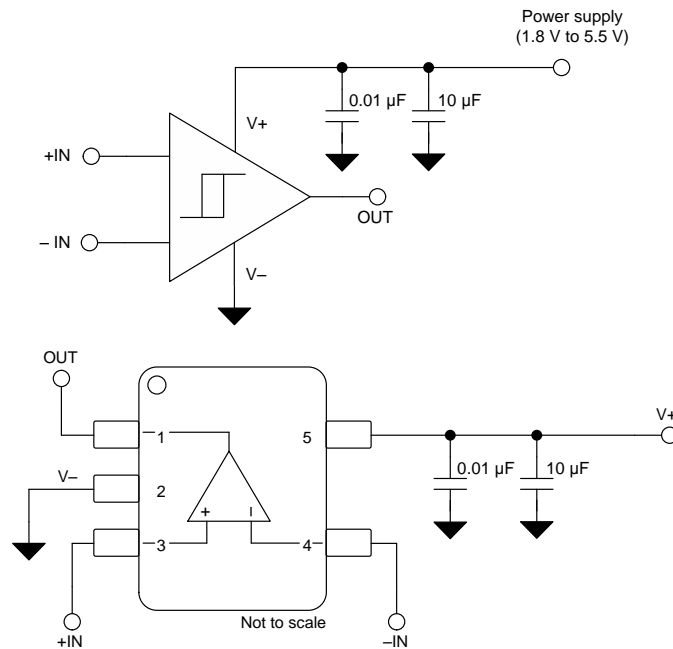 Power supply
(1.8 V to 5.5 V)
0.01 µF
10 µF
V+
+IN
– IN
OUT
V–
OUT
V+
1
5
0.01 µF
10 µF
V–
2
+
–
3
4
Not to scale
+IN
–IN